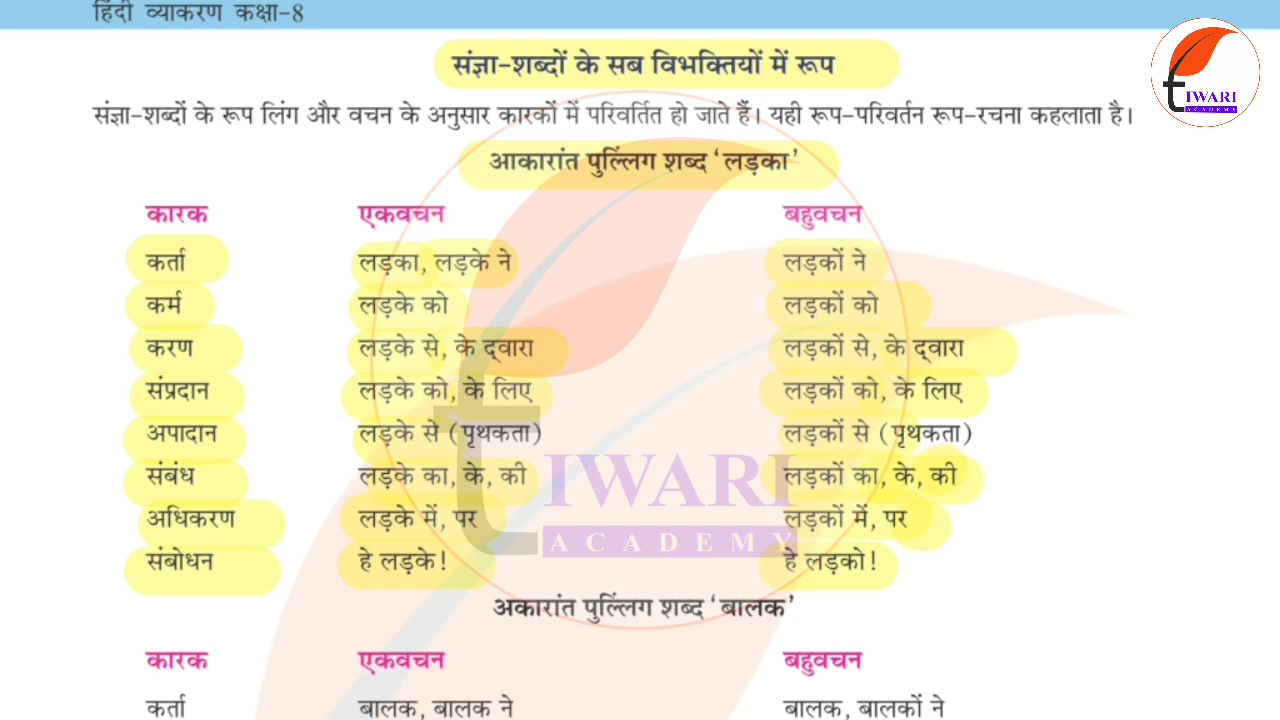 हिंदी व्याकरण कक्षा-8
संज्ञा-शब्दों के सब विभक्तियों में रूप
IWARI
ACADEMY
संज्ञा-शब्दों के रूप लिंग और वचन के अनुसार कारकों में परिवर्तित हो जाते हैं। यही रूप-परिवर्तन रूप-रचना कहलाता है।
आकारांत पुल्लिंग शब्द ‘लड़का’
कारक एकवचन बहुवचन
कर्ता लड़का, लड़के ने लड़कों ने
कर्म लड़के को लड़कों को
करण लड़के से, के द्वारा लड़कों से, के द्वारा
संप्रदान लड़के को, के लिए लड़कों को, के लिए
अपादान लड़के से (पृथकता) लड़कों से (पृथकता)
संबंध लड़के का, के, की लड़कों का, के, की
अधिकरण लड़के में, पर लड़कों में, पर
संबोधन हे लड़के! हे लड़को!
IWARI
ACADEMY
अकारांत पुल्लिंग शब्द ‘बालक’
कारक एकवचन बहुवचन
कर्ता बालक, बालक ने बालक, बालकों ने